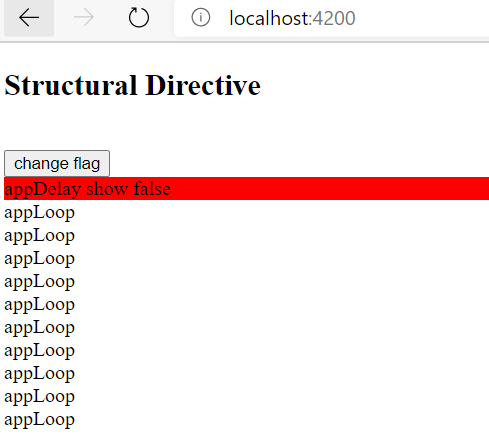 localhost:4200
Structural Directive
change flag
appDelay show false
appLoop
appLoop
appLoop
appLoop
appLoop
appLoop
appLoop
appLoop
appLoop
appLoop